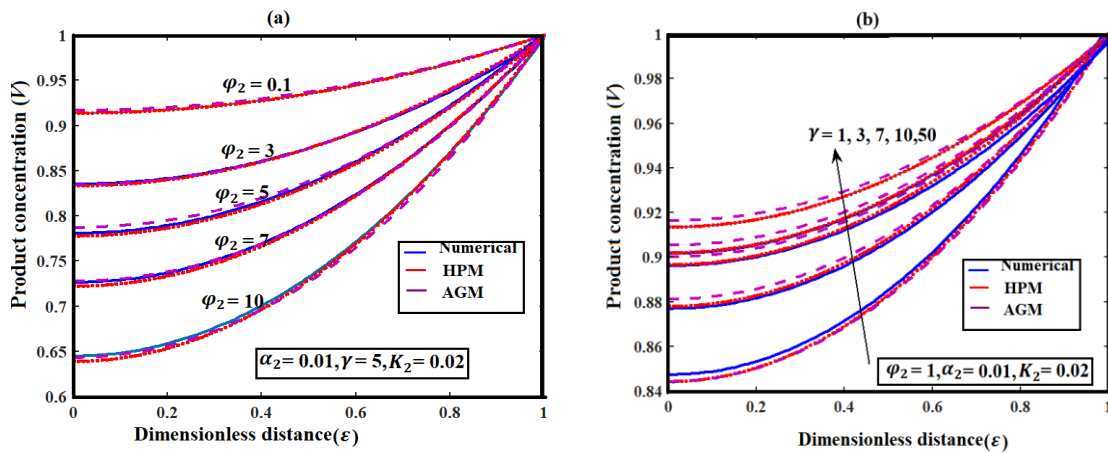 (a)
Product concentration (V)
1
0.95
0.9
0.85
0.8
0.75
0.7
0.65
0.6
φ₂ = 0.1
φ₂ = 3
φ₂ = 5
φ₂ = 7
φ₂ = 10
Numerical
HPM
AGM
α₂ = 0.01, γ = 5, K₂ = 0.02
0 0.2 0.4 0.6 0.8 1
Dimensionless distance(ε)
(b)
Product concentration (V)
1
0.98
0.96
0.94
0.92
0.9
0.88
0.86
0.84
γ = 1, 3, 7, 10,50
Numerical
HPM
AGM
φ₂ = 1, α₂ = 0.01, K₂ = 0.02
0 0.2 0.4 0.6 0.8 1
Dimensionless distance(ε)